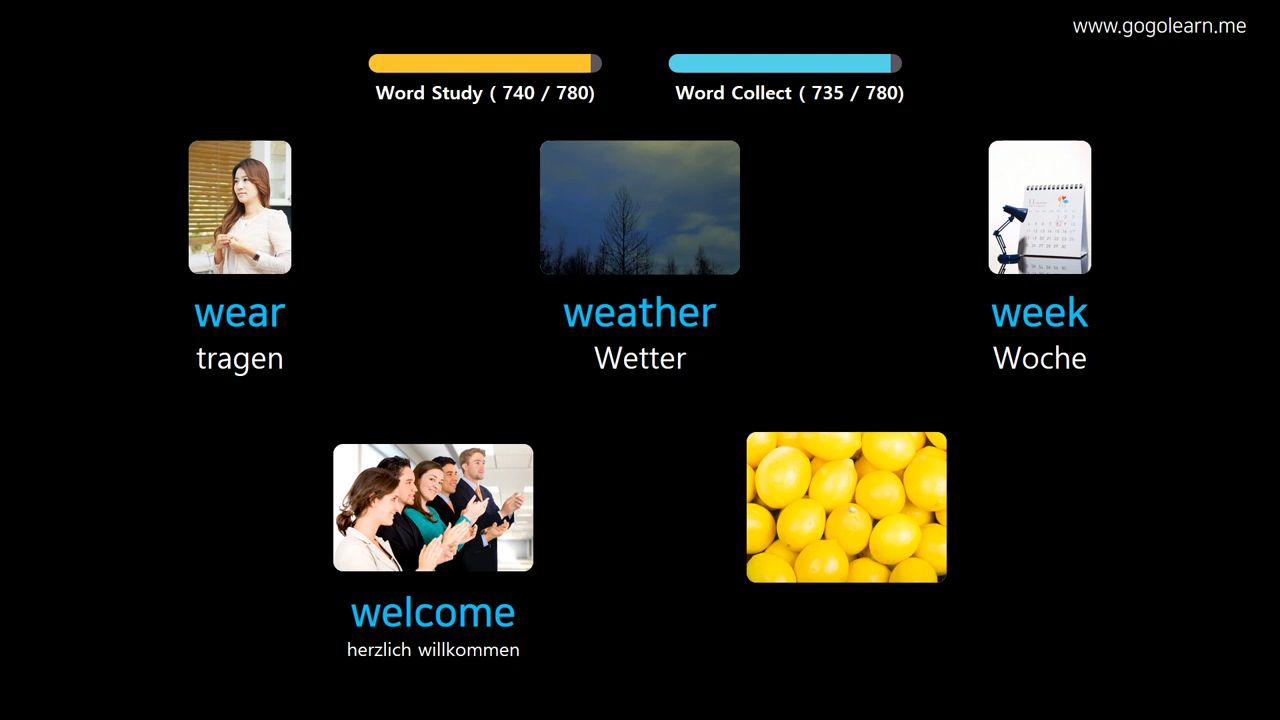 www.gogolearn.me
Word Study ( 740 / 780)
Word Collect ( 735 / 780)
wear
tragen
weather
Wetter
week
Woche
welcome
herzlich willkommen